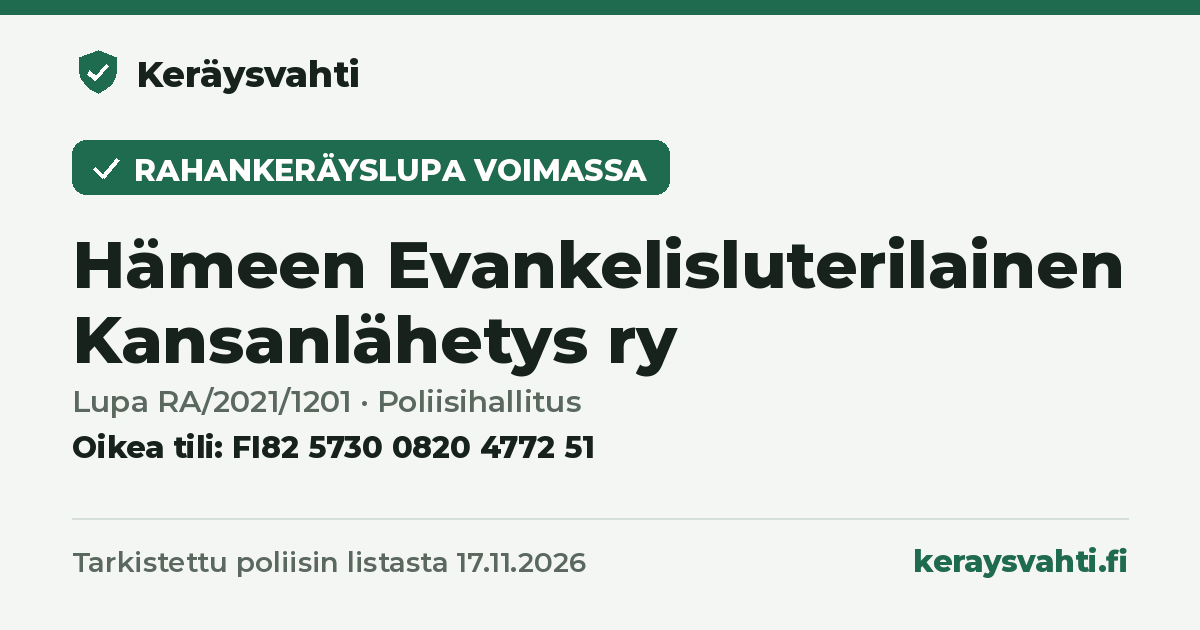 Keräysvahti
RAHANKERÄYSLUPA VOIMASSA
Hämeen Evankelisluterilainen
Kansanlähetys ry
Lupa RA/2021/1201 · Poliisihallitus
Oikea tili: FI82 5730 0820 4772 51
Tarkistettu poliisin listasta 17.11.2026
keraysvahti.fi